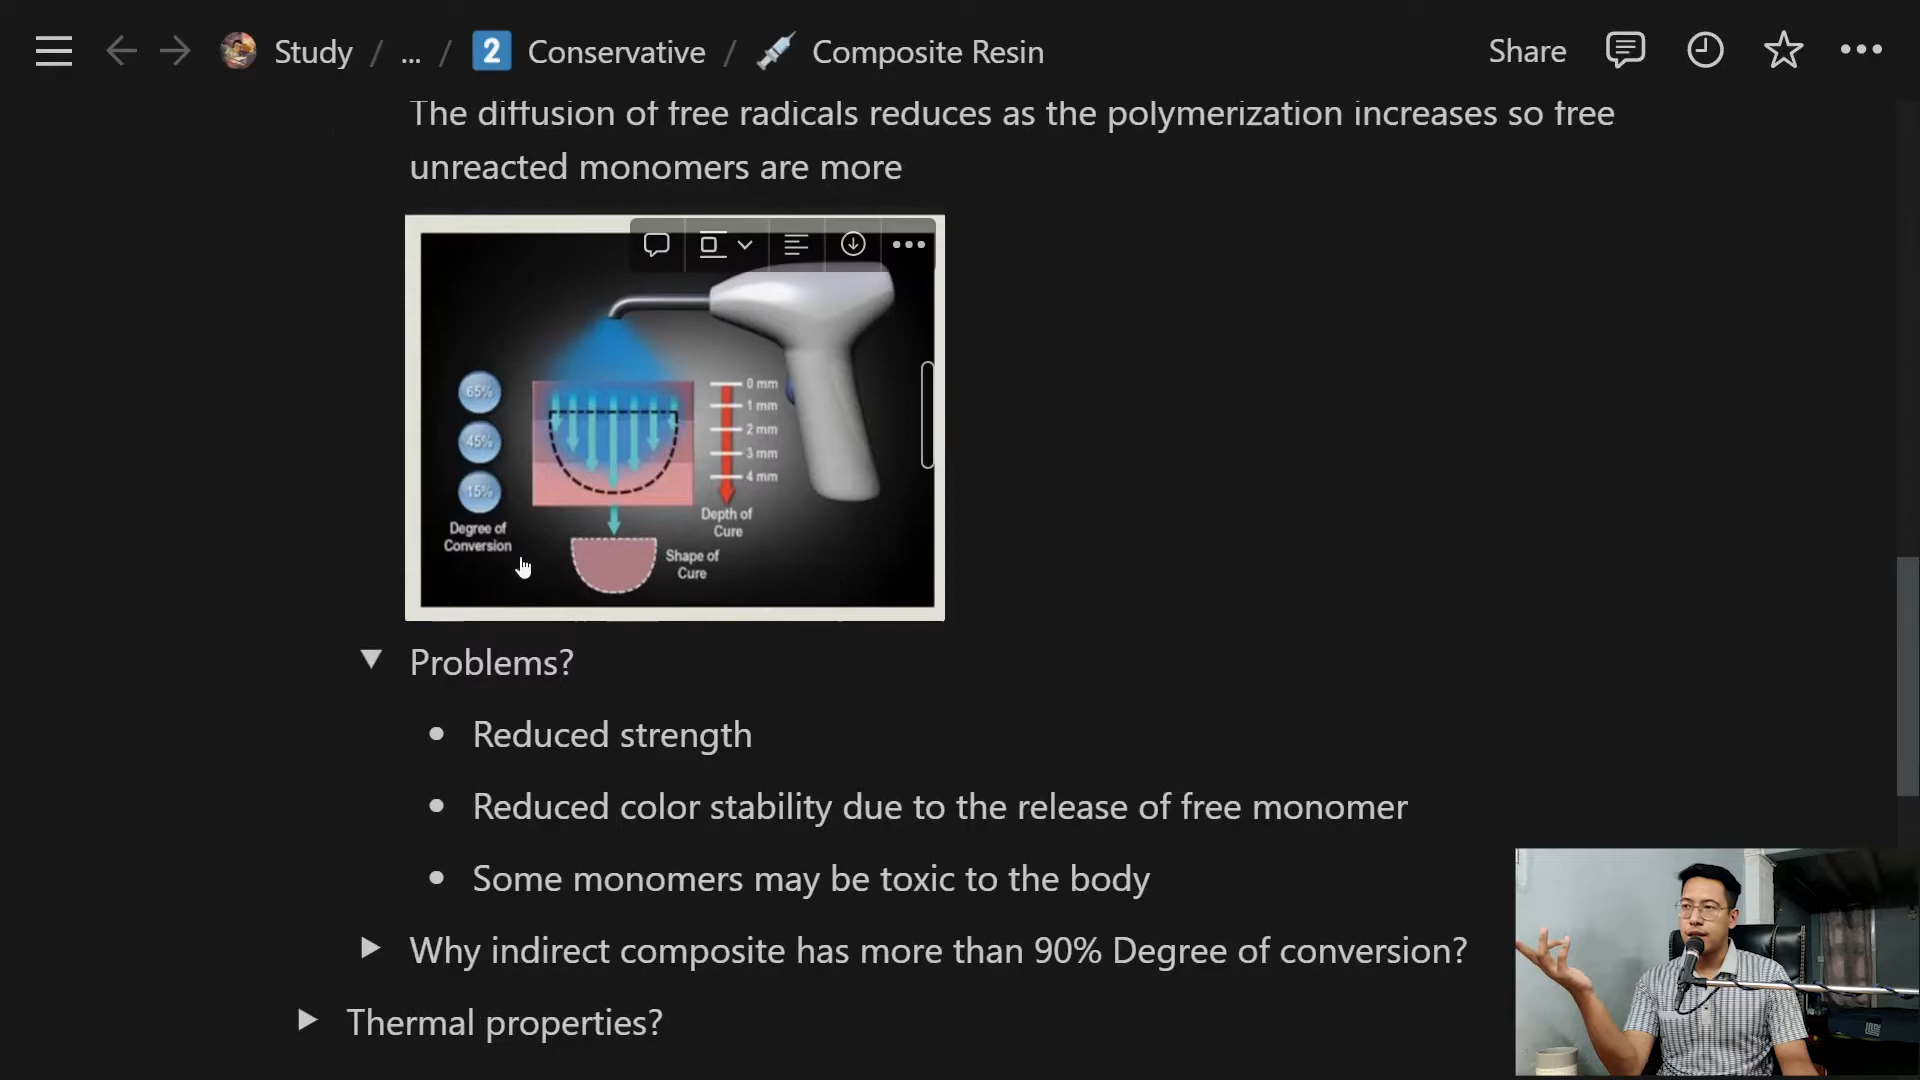 Study / ... / 2 Conservative / Composite Resin
Share
The diffusion of free radicals reduces as the polymerization increases so free
unreacted monomers are more
65%
45%
15%
Degree of
Conversion
0 mm
1 mm
2 mm
3 mm
4 mm
Depth of
Cure
Shape of
Cure
Problems?
Reduced strength
Reduced color stability due to the release of free monomer
Some monomers may be toxic to the body
Why indirect composite has more than 90% Degree of conversion?
Thermal properties?